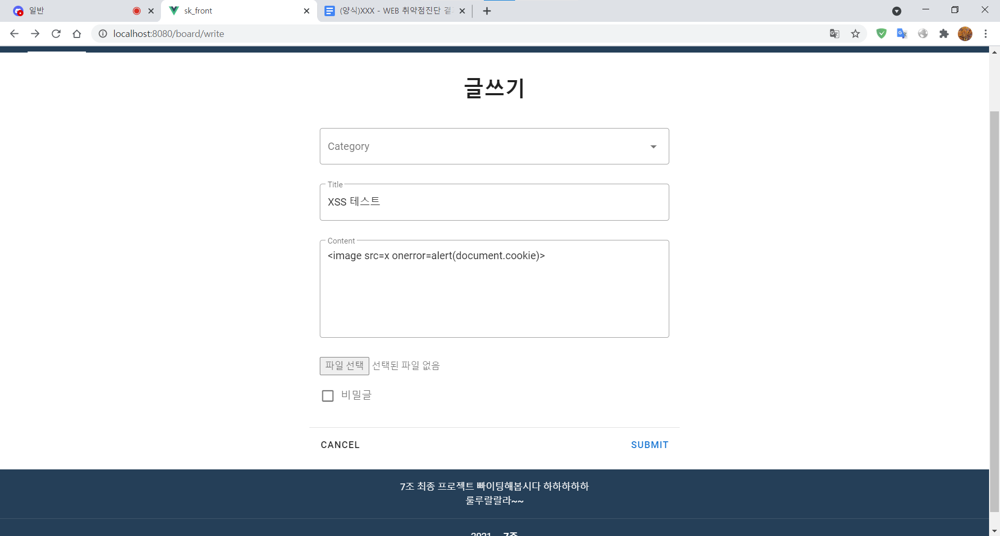 일반
sk_front
(양식)XXX - WEB 취약점진단 결
localhost:8080/board/write
글쓰기
Category
Title
XSS 테스트
Content
<image src=x onerror=alert(document.cookie)>
파일 선택 선택된 파일 없음
비밀글
CANCEL
SUBMIT
7조 최종 프로젝트 빠이팅해봅시다 하하하하하
룰루랄랄라~~
2021 — 7조